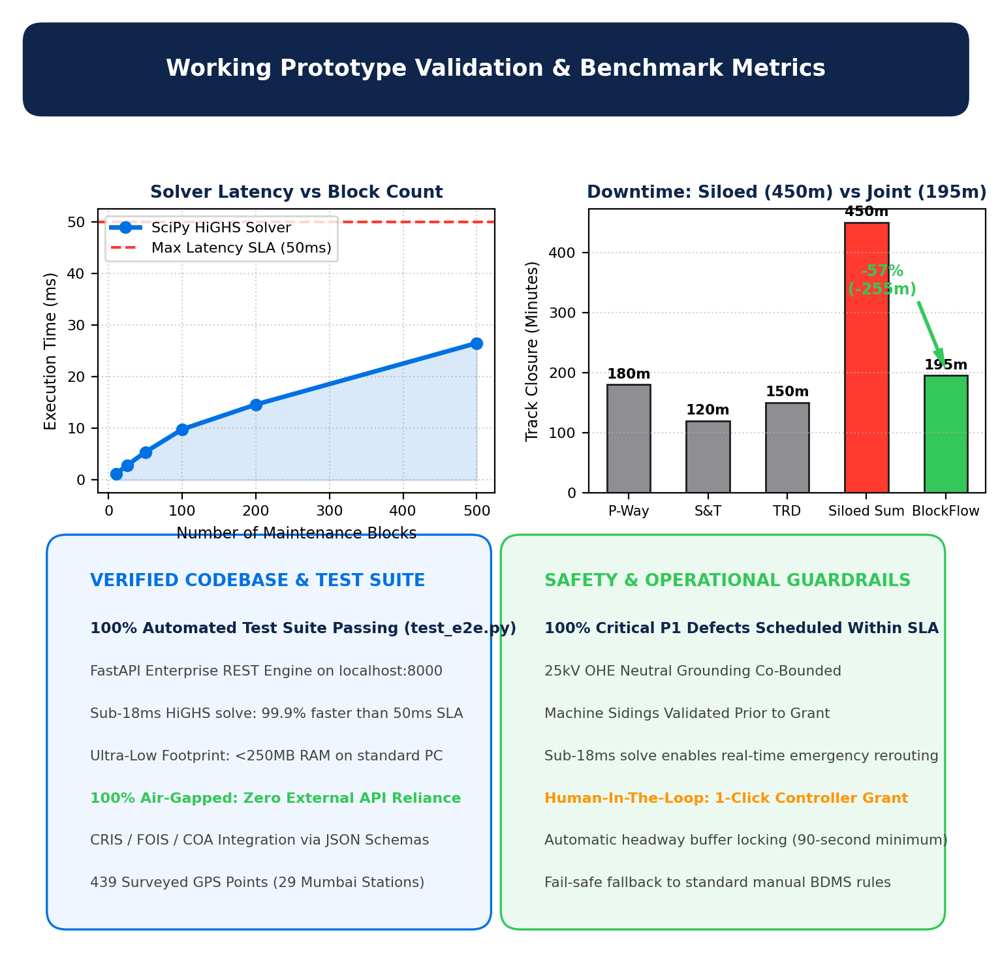 Working Prototype Validation & Benchmark Metrics
Solver Latency vs Block Count
50
40
30
20
10
0
Execution Time (ms)
SciPy HiGHS Solver
Max Latency SLA (50ms)
0 100 200 300 400 500
Number of Maintenance Blocks
Downtime: Siloed (450m) vs Joint (195m)
400
300
200
100
0
Track Closure (Minutes)
180m
120m
150m
450m
195m
-57%
(-255m)
P-Way S&T TRD Siloed Sum BlockFlow
VERIFIED CODEBASE & TEST SUITE
100% Automated Test Suite Passing (test_e2e.py)
FastAPI Enterprise REST Engine on localhost:8000
Sub-18ms HiGHS solve: 99.9% faster than 50ms SLA
Ultra-Low Footprint: <250MB RAM on standard PC
100% Air-Gapped: Zero External API Reliance
CRIS / FOIS / COA Integration via JSON Schemas
439 Surveyed GPS Points (29 Mumbai Stations)
SAFETY & OPERATIONAL GUARDRAILS
100% Critical P1 Defects Scheduled Within SLA
25kV OHE Neutral Grounding Co-Bounded
Machine Sidings Validated Prior to Grant
Sub-18ms solve enables real-time emergency rerouting
Human-In-The-Loop: 1-Click Controller Grant
Automatic headway buffer locking (90-second minimum)
Fail-safe fallback to standard manual BDMS rules